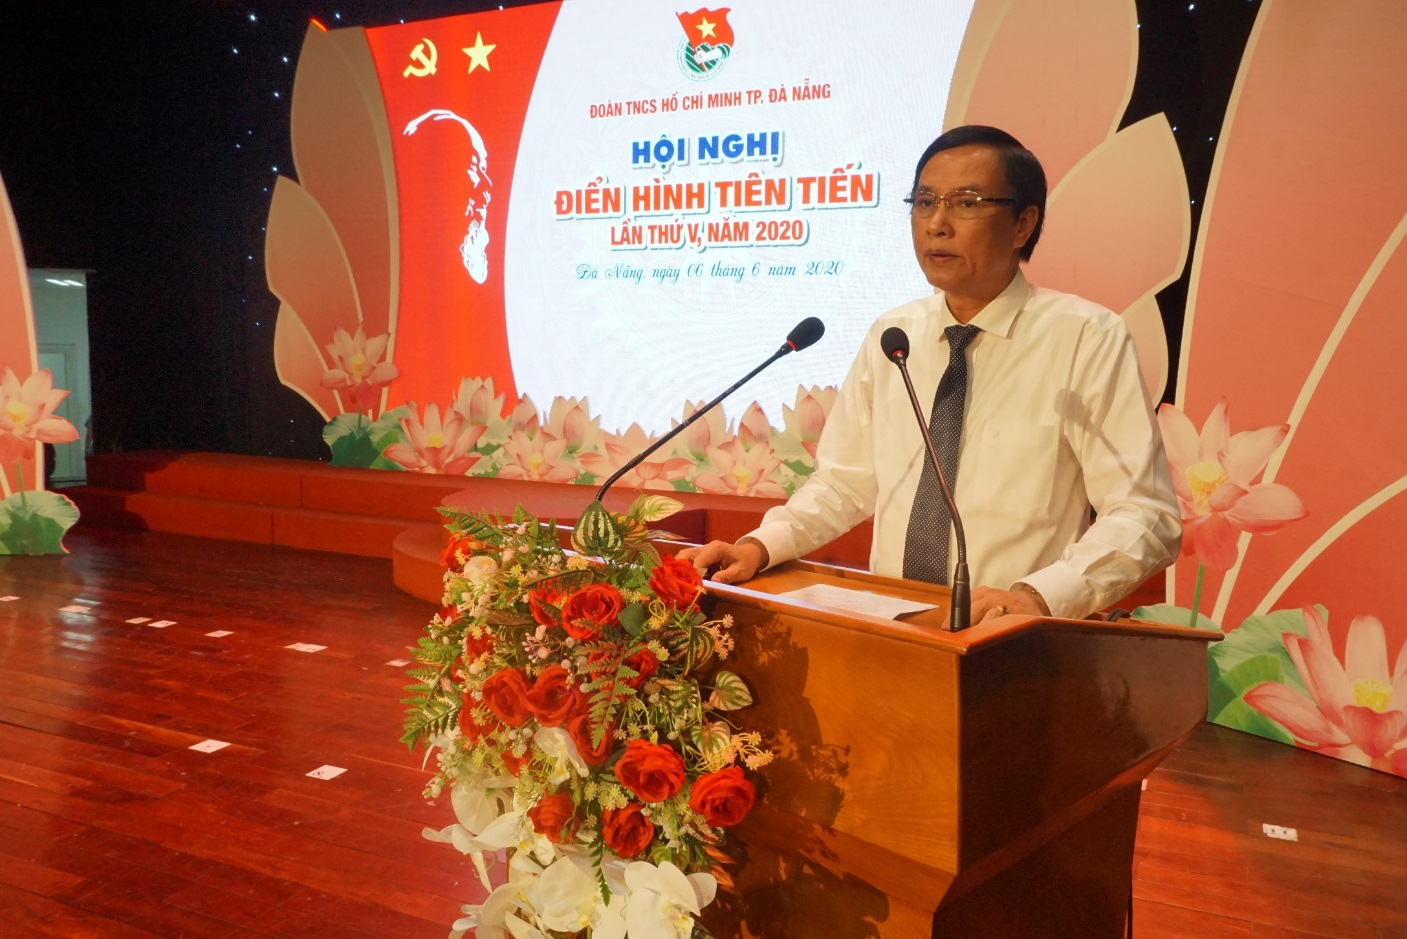 ĐOÀN TNCS HỒ CHÍ MINH TP. ĐÀ NẴNG
HỘI NGHỊ
ĐIỂN HÌNH TIÊN TIẾN
LẦN THỨ V, NĂM 2020
Đà Nẵng, ngày 06 tháng 6 năm 2020